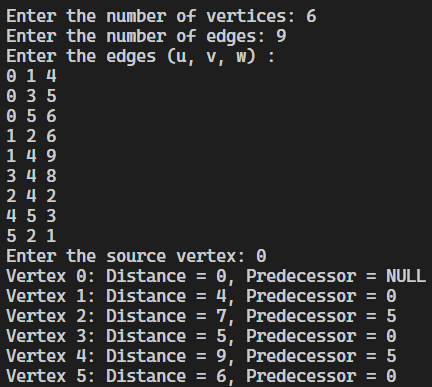 Enter the number of vertices: 6
Enter the number of edges: 9
Enter the edges (u, v, w) :
0 1 4
0 3 5
0 5 6
1 2 6
1 4 9
3 4 8
2 4 2
4 5 3
5 2 1
Enter the source vertex: 0
Vertex 0: Distance = 0, Predecessor = NULL
Vertex 1: Distance = 4, Predecessor = 0
Vertex 2: Distance = 7, Predecessor = 5
Vertex 3: Distance = 5, Predecessor = 0
Vertex 4: Distance = 9, Predecessor = 5
Vertex 5: Distance = 6, Predecessor = 0